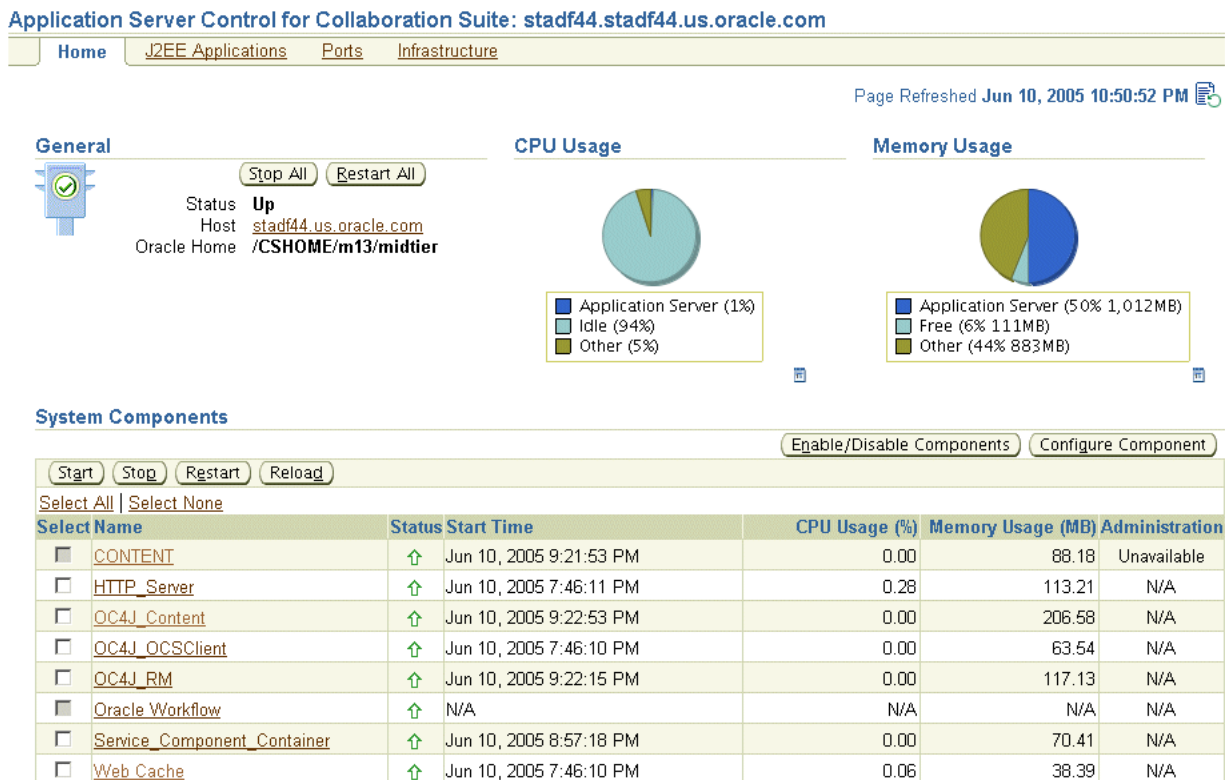 Application Server Control for Collaboration Suite: stadf44.stadf44.us.oracle.com
Home J2EE Applications Ports Infrastructure
Page Refreshed Jun 10, 2005 10:50:52 PM
General
Stop All Restart All
Status Up
Host stadf44.us.oracle.com
Oracle Home /CSHOME/m13/midtier
CPU Usage
Application Server (1%)
Idle (94%)
Other (5%)
Memory Usage
Application Server (50% 1,012MB)
Free (6% 111MB)
Other (44% 883MB)
System Components
Enable/Disable Components Configure Component
Start Stop Restart Reload
Select All | Select None
Select Name Status Start Time CPU Usage (%) Memory Usage (MB) Administration
CONTENT Jun 10, 2005 9:21:53 PM 0.00 88.18 Unavailable
HTTP_Server Jun 10, 2005 7:46:11 PM 0.28 113.21 N/A
OC4J_Content Jun 10, 2005 9:22:53 PM 0.00 206.58 N/A
OC4J_OCSClient Jun 10, 2005 7:46:10 PM 0.00 63.54 N/A
OC4J_RM Jun 10, 2005 9:22:15 PM 0.00 117.13 N/A
Oracle Workflow N/A N/A N/A N/A
Service_Component_Container Jun 10, 2005 8:57:18 PM 0.00 70.41 N/A
Web Cache Jun 10, 2005 7:46:10 PM 0.06 38.39 N/A